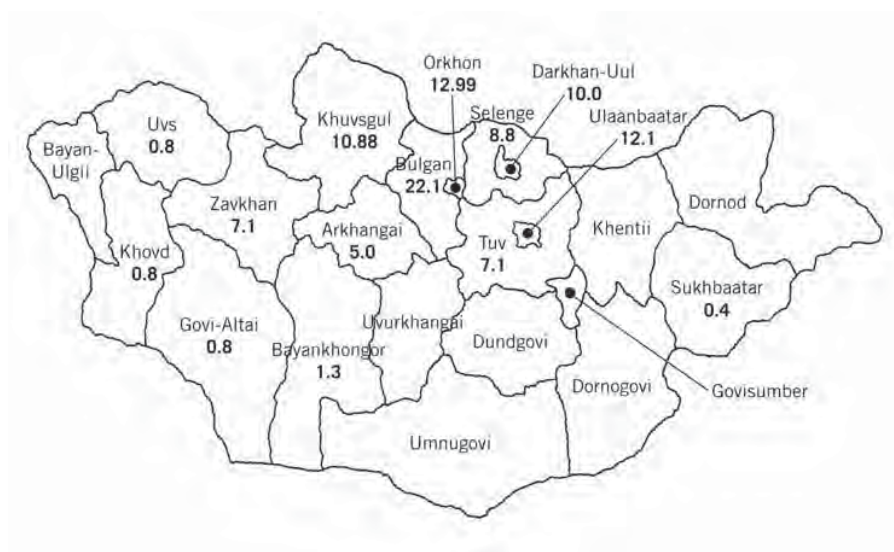 Orkhon
12.99
Darkhan-Uul
10.0
Selenge
8.8
Ulaanbaatar
12.1
Khuvsgul
10.88
Uvs
0.8
Bayan-
Ulgii
Bulgan
22.1
Zavkhan
7.1
Dornod
Khentii
Arkhangai
5.0
Tuv
7.1
Khovd
0.8
Sukhbaatar
0.4
Govi-Altai
0.8
Uvurkhangai
Bayankhongor
1.3
Dundgovi
Dornogovi
Govisumber
Umnugovi